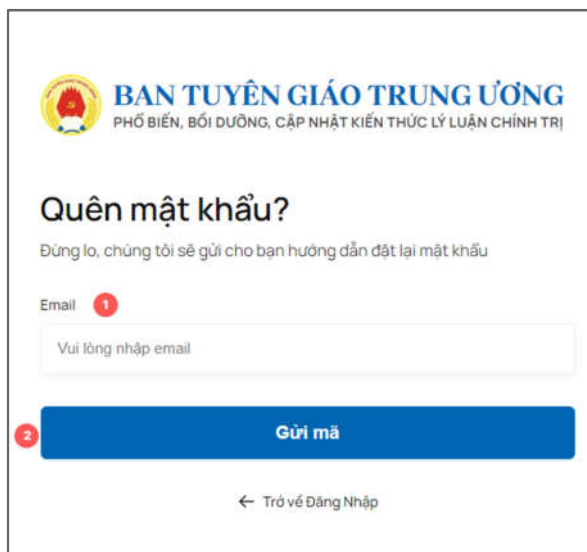 BAN TUYÊN GIÁO TRUNG ƯƠNG
PHỔ BIẾN, BỒI DƯỠNG, CẬP NHẬT KIẾN THỨC LÝ LUẬN CHÍNH TRỊ
Quên mật khẩu?
Đừng lo, chúng tôi sẽ gửi cho bạn hướng dẫn đặt lại mật khẩu
Email 1
Vui lòng nhập email
2 Gửi mã
← Trở về Đăng Nhập